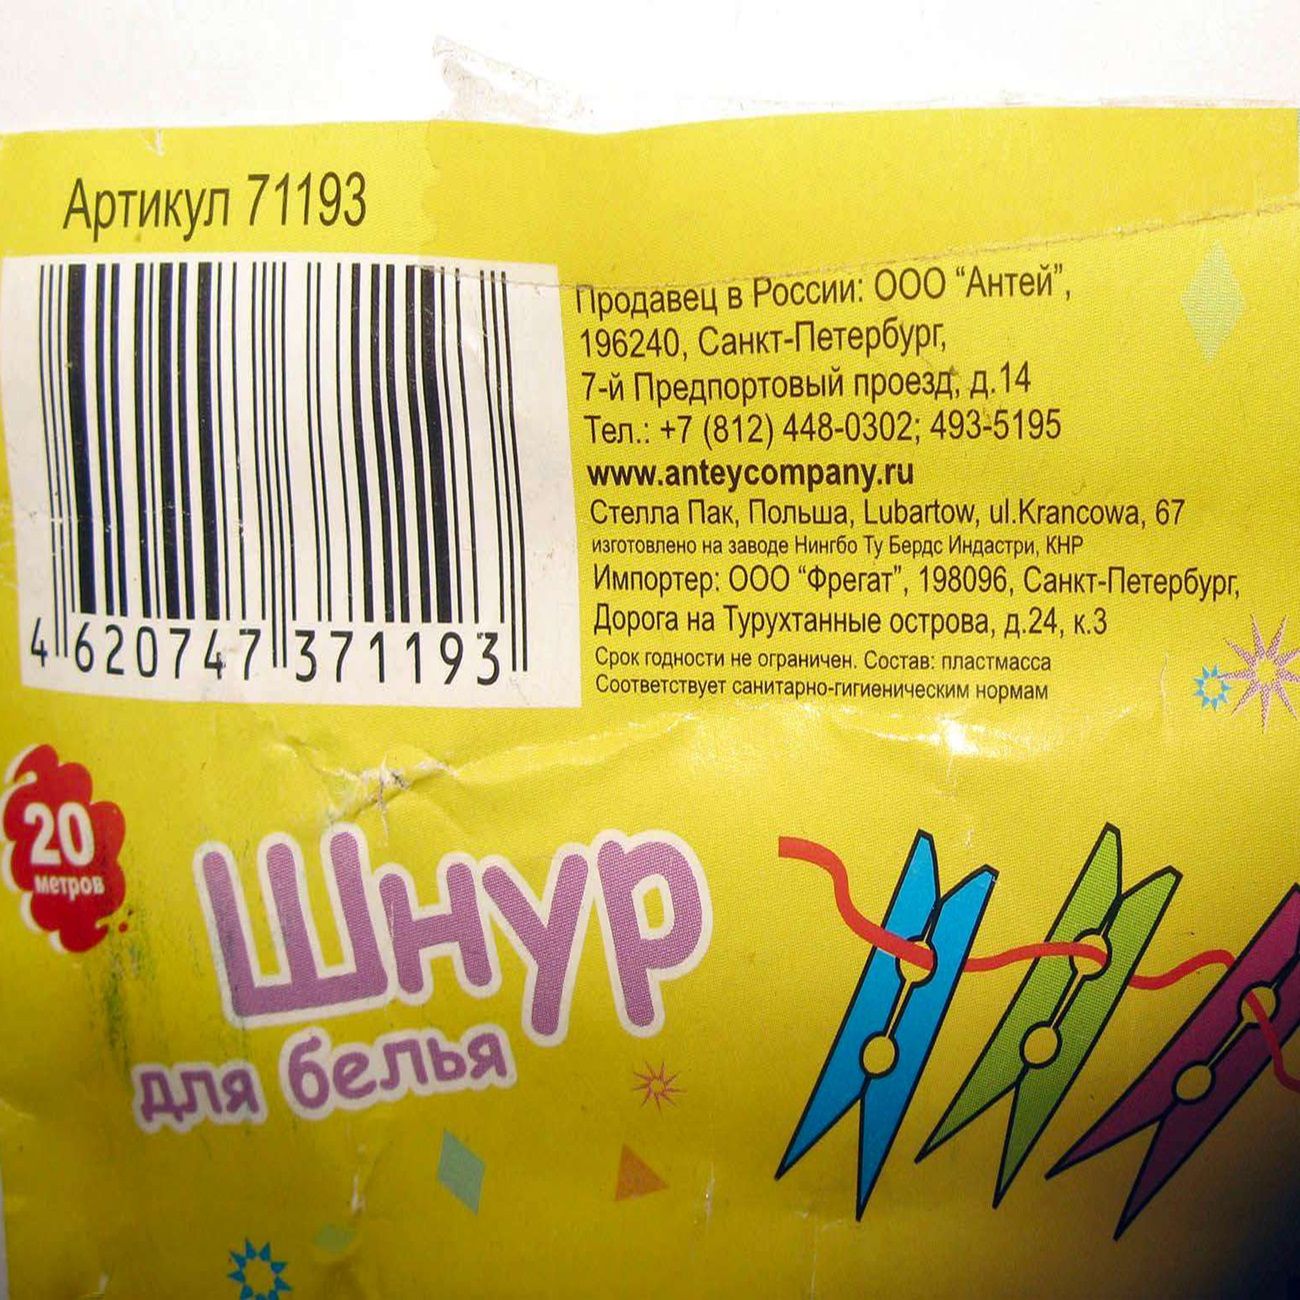 Артикул 71193
4 620747 371193
Продавец в России: ООО “Антей”,
196240, Санкт-Петербург,
7-й Предпортовый проезд, д.14
Тел.: +7 (812) 448-0302; 493-5195
www.anteycompany.ru
Стелла Пак, Польша, Lubartow, ul.Krancowa, 67
изготовлено на заводе Нингбо Ту Бердс Индастри, КНР
Импортер: ООО “Фрегат”, 198096, Санкт-Петербург,
Дорога на Турухтанные острова, д.24, к.3
Срок годности не ограничен. Состав: пластмасса
Соответствует санитарно-гигиеническим нормам
20
метров
Шнур
для белья